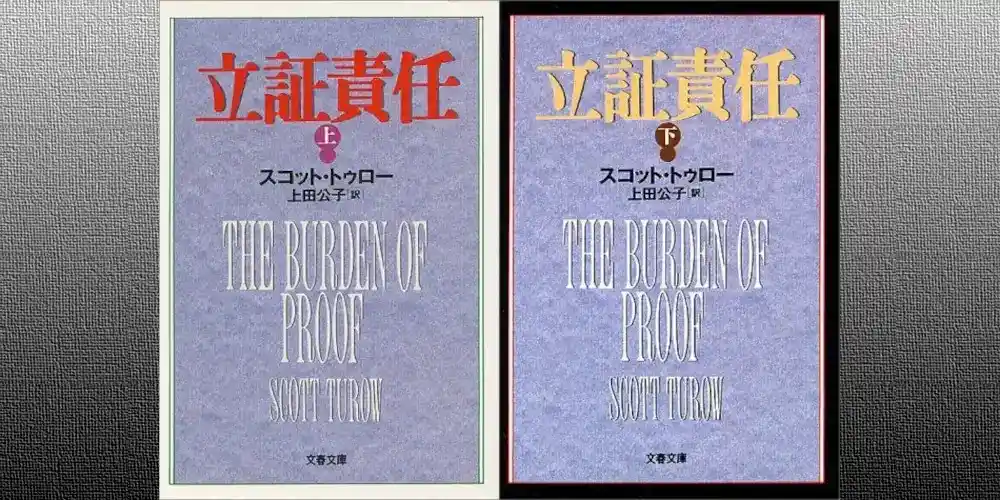 立証責任
上
スコット・トゥロー
上田公子[訳]
THE BURDEN OF
PROOF
SCOTT TUROW
文春文庫
立証責任
下
スコット・トゥロー
上田公子[訳]
THE BURDEN OF
PROOF
SCOTT TUROW
文春文庫